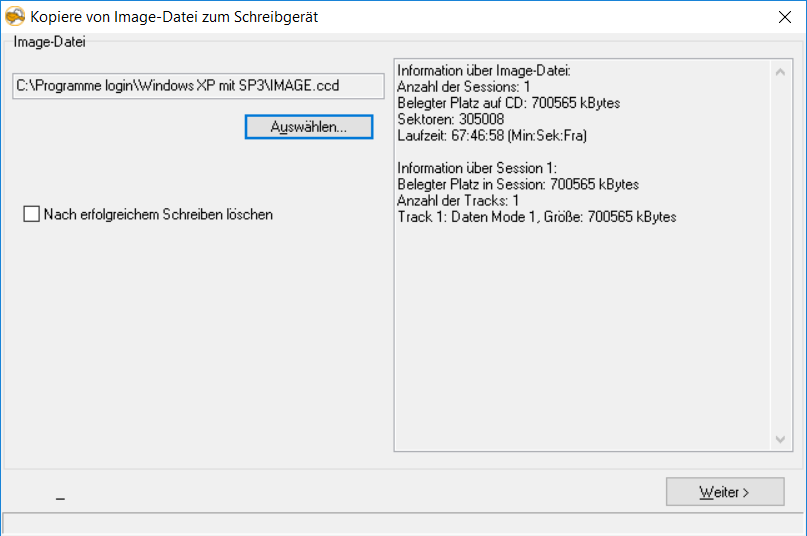 Kopiere von Image-Datei zum Schreibgerät
Image-Datei
C:\Programme login\Windows XP mit SP3\IMAGE.ccd
Auswählen...
Nach erfolgreichem Schreiben löschen
Information über Image-Datei:
Anzahl der Sessions: 1
Belegter Platz auf CD: 700565 kBytes
Sektoren: 305008
Laufzeit: 67:46:58 (Min:Sek:Fra)
Information über Session 1:
Belegter Platz in Session: 700565 kBytes
Anzahl der Tracks: 1
Track 1: Daten Mode 1, Größe: 700565 kBytes
Weiter >